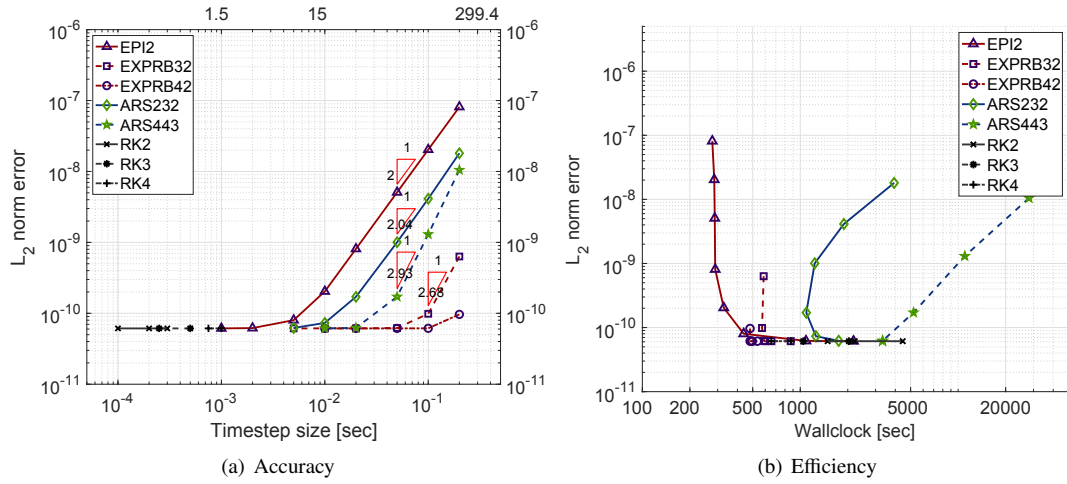 1.5 15 299.4
10^-6
10^-7
10^-8
10^-9
10^-10
10^-11
L_2 norm error
EPI2
EXPRB32
EXPRB42
ARS232
ARS443
RK2
RK3
RK4
1
2
1
2.04
1
2.93
1
2.68
10^-6
10^-7
10^-8
10^-9
10^-10
10^-11
10^-4 10^-3 10^-2 10^-1
Timestep size [sec]
(a) Accuracy
10^-5
10^-6
10^-7
10^-8
10^-9
10^-10
10^-11
L_2 norm error
EPI2
EXPRB32
EXPRB42
ARS232
ARS443
RK2
RK3
RK4
100 200 500 1000 5000 20000
Wallclock [sec]
(b) Efficiency